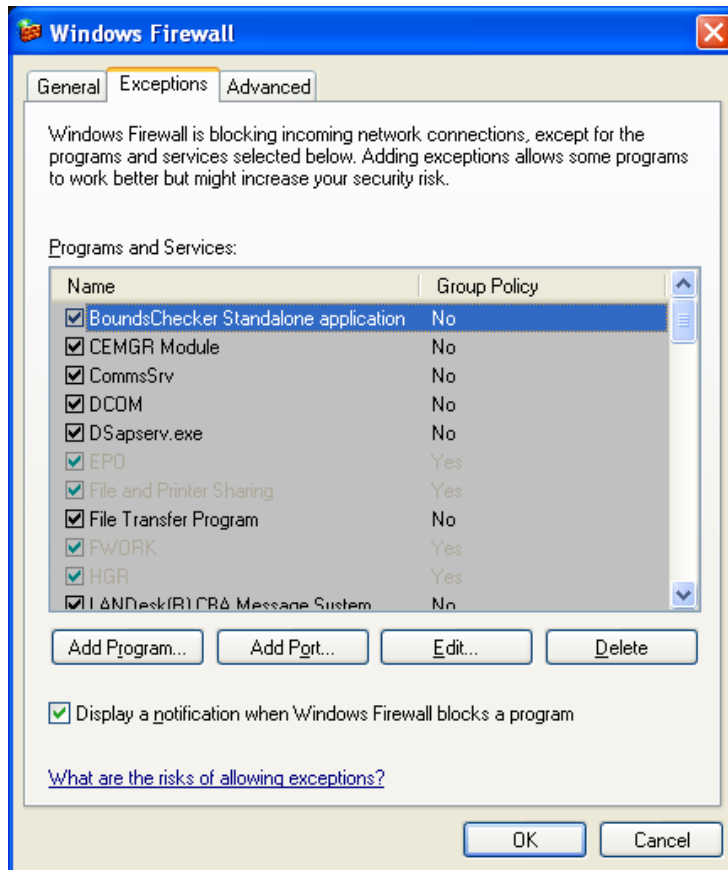 Windows Firewall
General Exceptions Advanced
Windows Firewall is blocking incoming network connections, except for the
programs and services selected below. Adding exceptions allows some programs
to work better but might increase your security risk.
Programs and Services:
Name Group Policy
BoundsChecker Standalone application No
CEMGR Module No
CommsSrv No
DCOM No
DSapserv.exe No
EPO Yes
File and Printer Sharing Yes
File Transfer Program No
FWORK Yes
HGR Yes
LANDesk(R) CBA Message System No
Add Program... Add Port... Edit... Delete
Display a notification when Windows Firewall blocks a program
What are the risks of allowing exceptions?
OK Cancel